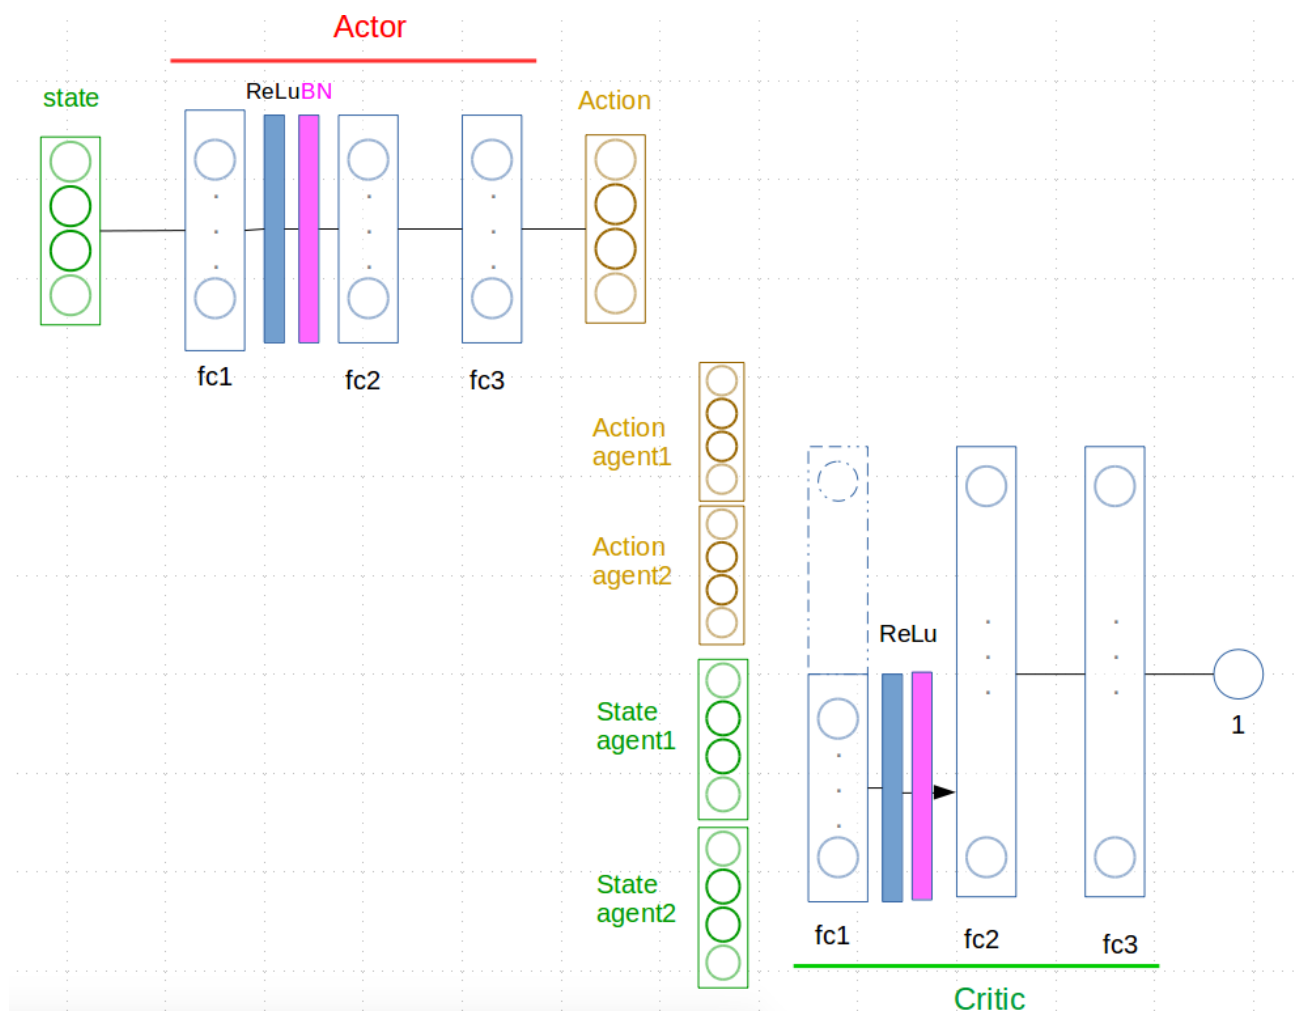 Actor
state
ReLuBN
Action
fc1
fc2
fc3
Action
agent1
Action
agent2
ReLu
State
agent1
1
State
agent2
fc1
fc2
fc3
Critic